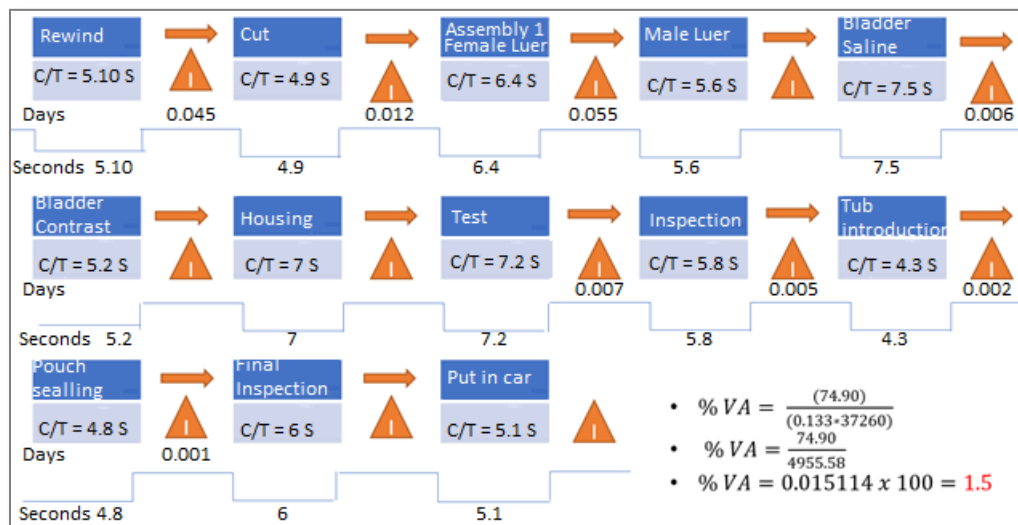 Rewind
Cut
Assembly 1
Female Luer
Male Luer
Bladder
Saline
C/T = 5.10 S
C/T = 4.9 S
C/T = 6.4 S
C/T = 5.6 S
C/T = 7.5 S
I
I
I
I
I
Days
0.045
0.012
0.055
0.006
Seconds 5.10
4.9
6.4
5.6
7.5
Bladder
Contrast
Housing
Test
Inspection
Tub
introduction
C/T = 5.2 S
C/T = 7 S
C/T = 7.2 S
C/T = 5.8 S
C/T = 4.3 S
I
I
I
I
I
Days
0.007
0.005
0.002
Seconds 5.2
7
7.2
5.8
4.3
Pouch
sealling
Final
Inspection
Put in car
C/T = 4.8 S
C/T = 6 S
C/T = 5.1 S
I
I
I
Days
0.001
Seconds 4.8
6
5.1
• % VA = (74.90) / (0.133*37260)
• % VA = 74.90 / 4955.58
• % VA = 0.015114 x 100 = 1.5